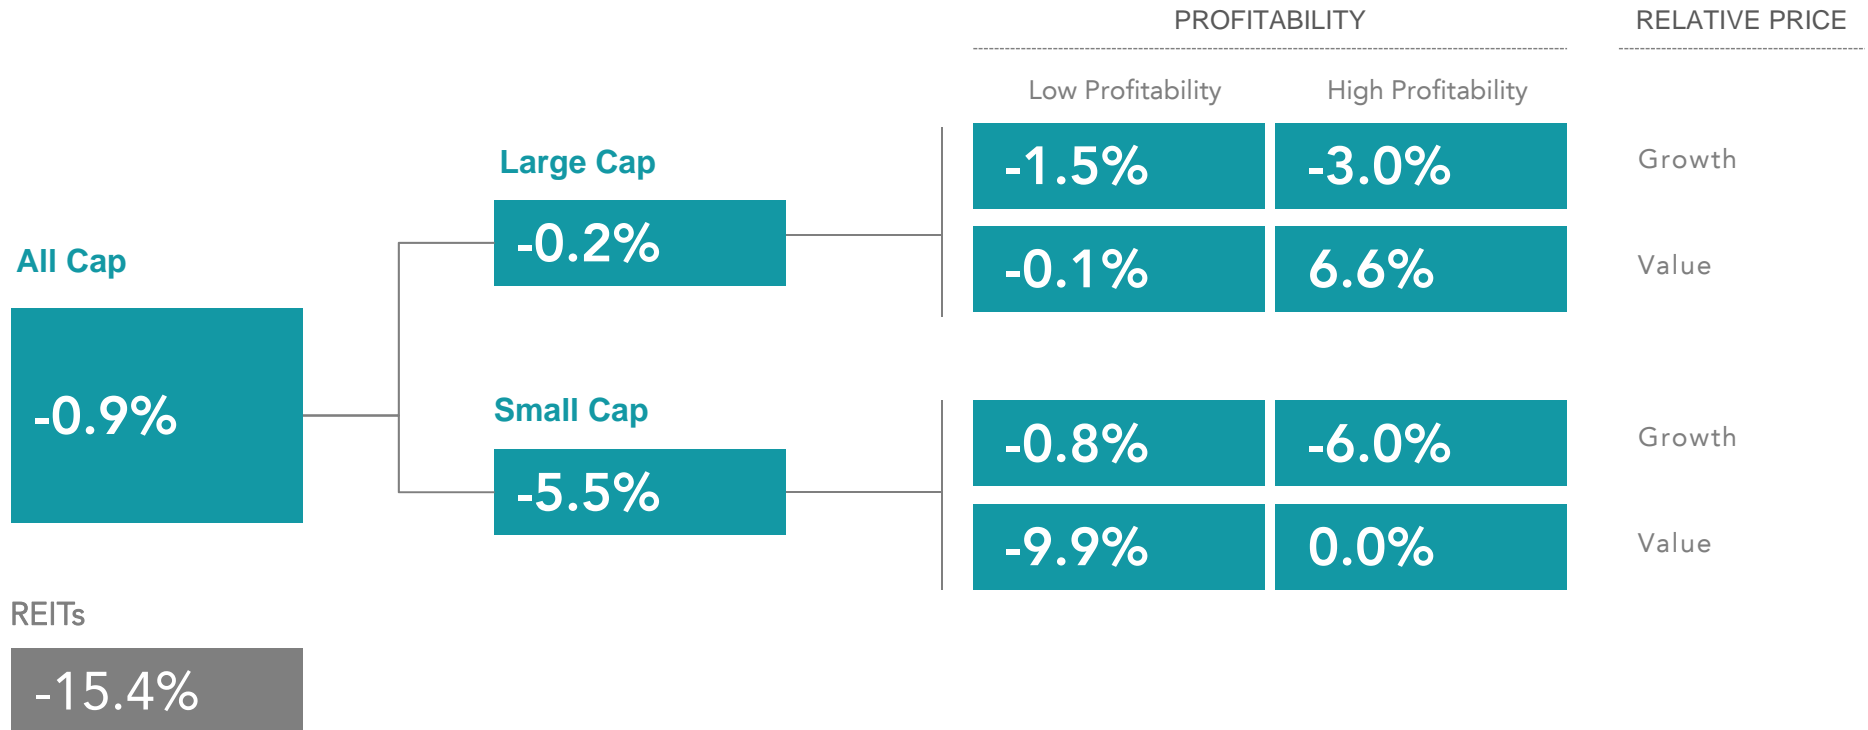 PROFITABILITY RELATIVE PRICE
Low Profitability High Profitability
Large Cap
-1.5% -3.0% Growth
-0.2%
All Cap
-0.1% 6.6% Value
-0.9%
Small Cap
-0.8% -6.0% Growth
-5.5%
-9.9% 0.0% Value
REITs
-15.4%